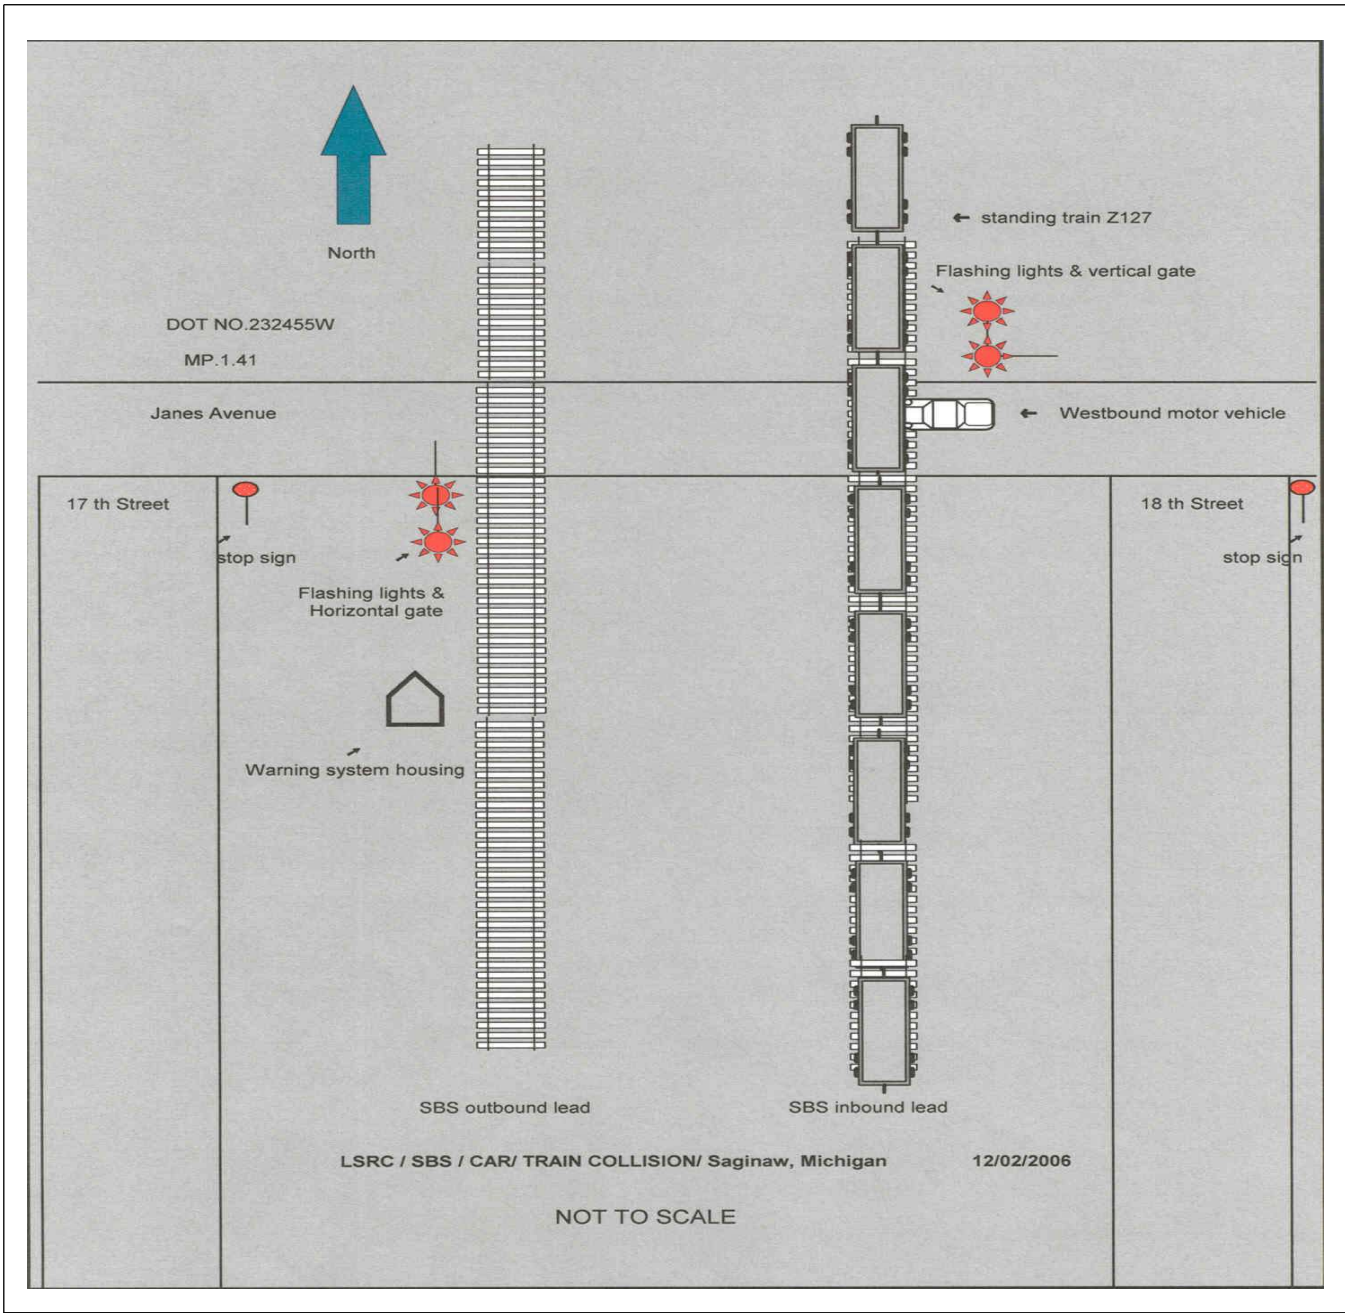 standing train Z127
North
Flashing lights & vertical gate
DOT NO.232455W
MP.1.41
Janes Avenue
Westbound motor vehicle
17 th Street
18 th Street
stop sign
stop sign
Flashing lights &
Horizontal gate
Warning system housing
SBS outbound lead
SBS inbound lead
LSRC / SBS / CAR/ TRAIN COLLISION/ Saginaw, Michigan 12/02/2006
NOT TO SCALE